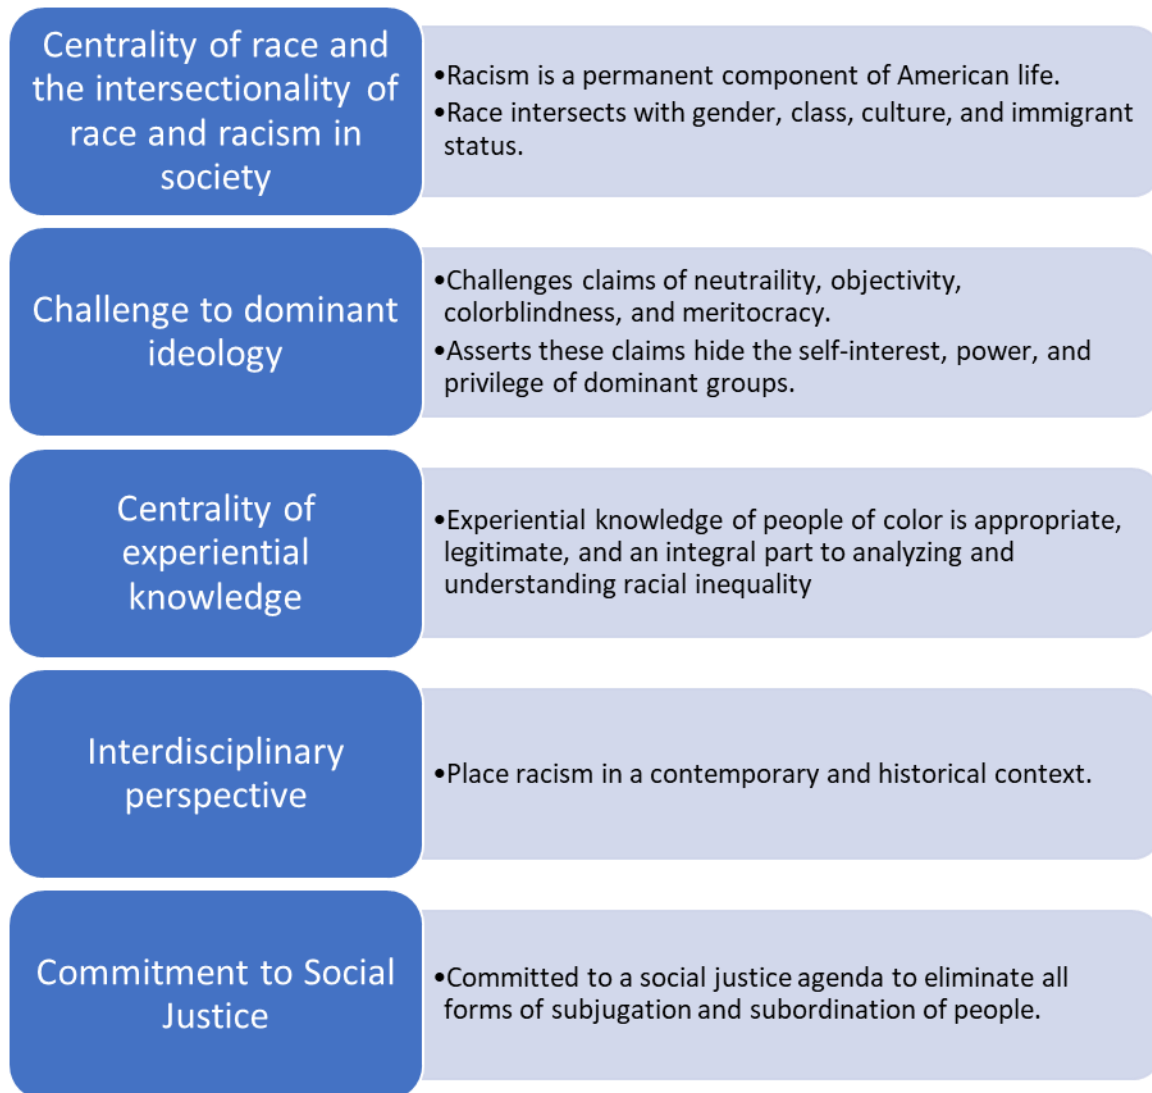 Centrality of race and
the intersectionality of
race and racism in
society
•Racism is a permanent component of American life.
•Race intersects with gender, class, culture, and immigrant
status.
Challenge to dominant
ideology
•Challenges claims of neutraility, objectivity,
colorblindness, and meritocracy.
•Asserts these claims hide the self-interest, power, and
privilege of dominant groups.
Centrality of
experiential
knowledge
•Experiential knowledge of people of color is appropriate,
legitimate, and an integral part to analyzing and
understanding racial inequality
Interdisciplinary
perspective
•Place racism in a contemporary and historical context.
Commitment to Social
Justice
•Committed to a social justice agenda to eliminate all
forms of subjugation and subordination of people.